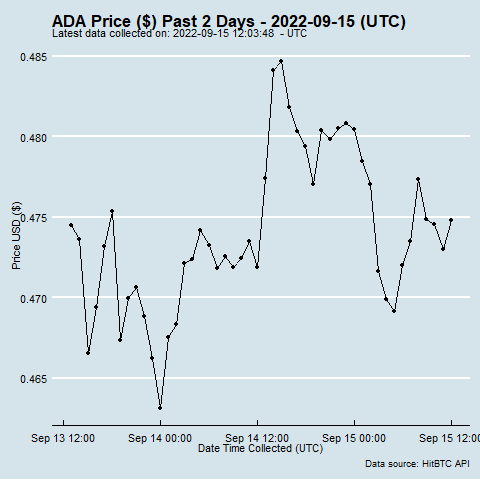 ADA Price ($) Past 2 Days - 2022-09-15 (UTC)
Latest data collected on: 2022-09-15 12:03:48  - UTC
0.485
0.480
0.475
0.470
0.465
Price USD ($)
Sep 13 12:00 Sep 14 00:00 Sep 14 12:00 Sep 15 00:00 Sep 15 12:00
Date Time Collected (UTC)
Data source: HitBTC API